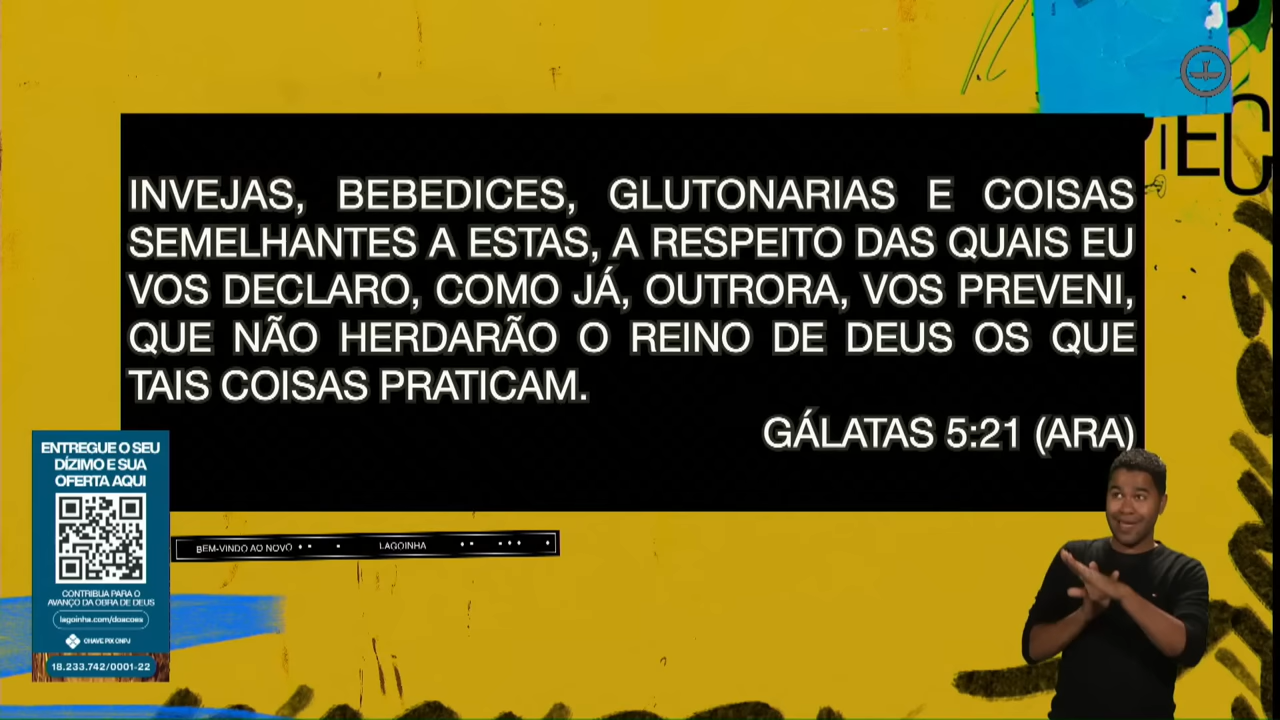 INVEJAS, BEBEDICES, GLUTONARIAS E COISAS
SEMELHANTES A ESTAS, A RESPEITO DAS QUAIS EU
VOS DECLARO, COMO JÁ, OUTRORA, VOS PREVENI,
QUE NÃO HERDARÃO O REINO DE DEUS OS QUE
TAIS COISAS PRATICAM.
GÁLATAS 5:21 (ARA)
ENTREGUE O SEU
DÍZIMO E SUA
OFERTA AQUI
CONTRIBUA PARA O
AVANÇO DA OBRA DE DEUS
lagoinha.com/doacoes
CHAVE PIX CNPJ
18.233.742/0001-22
BEM-VINDO AO NOVO
LAGOINHA